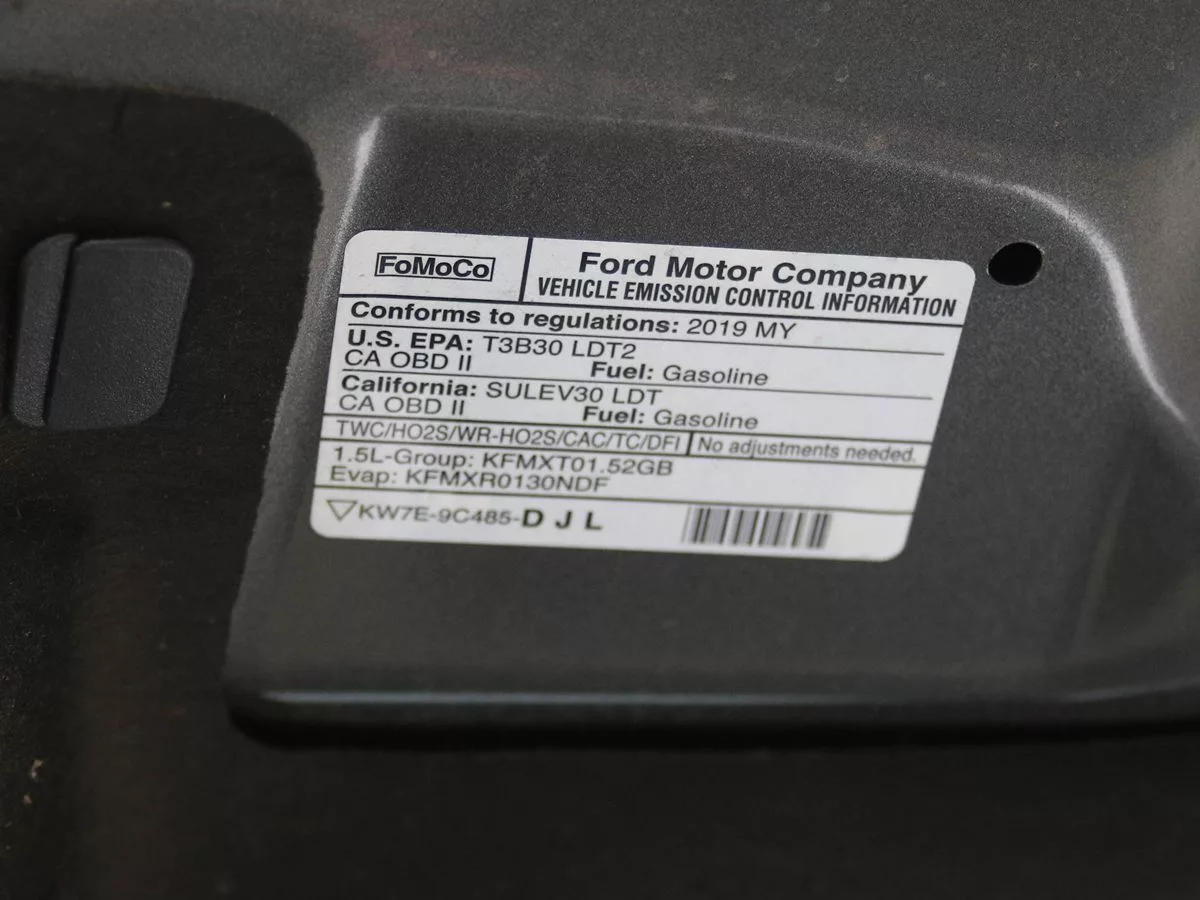 FoMoCo
Ford Motor Company
VEHICLE EMISSION CONTROL INFORMATION
Conforms to regulations: 2019 MY
U.S. EPA: T3B30 LDT2
CA OBD II Fuel: Gasoline
California: SULEV30 LDT
CA OBD II Fuel: Gasoline
TWC/HO2S/WR-HO2S/CAC/TC/DFI No adjustments needed.
1.5L-Group: KFMXT01.52GB
Evap: KFMXR0130NDF
KW7E-9C485-D J L